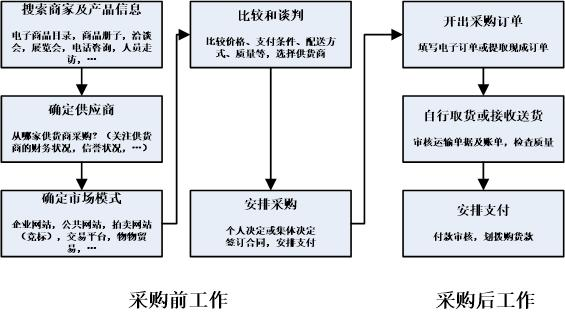 搜索商家及产品信息
电子商品目录，商品册子，洽谈
会，展览会，电话咨询，人员走
访，…
确定供应商
从哪家供货商采购？（关注供货
商的财务状况，信誉状况，…）
确定市场模式
企业网站，公共网站，拍卖网站
（竞标），交易平台，物物贸
易，…
比较和谈判
比较价格、支付条件、配送方
式、质量等，选择供货商
安排采购
个人决定或集体决定
签订合同，安排支付
开出采购订单
填写电子订单或提取现成订单
自行取货或接收送货
审核运输单据及账单，检查质量
安排支付
付款审核，划拨购货款
采购前工作
采购后工作